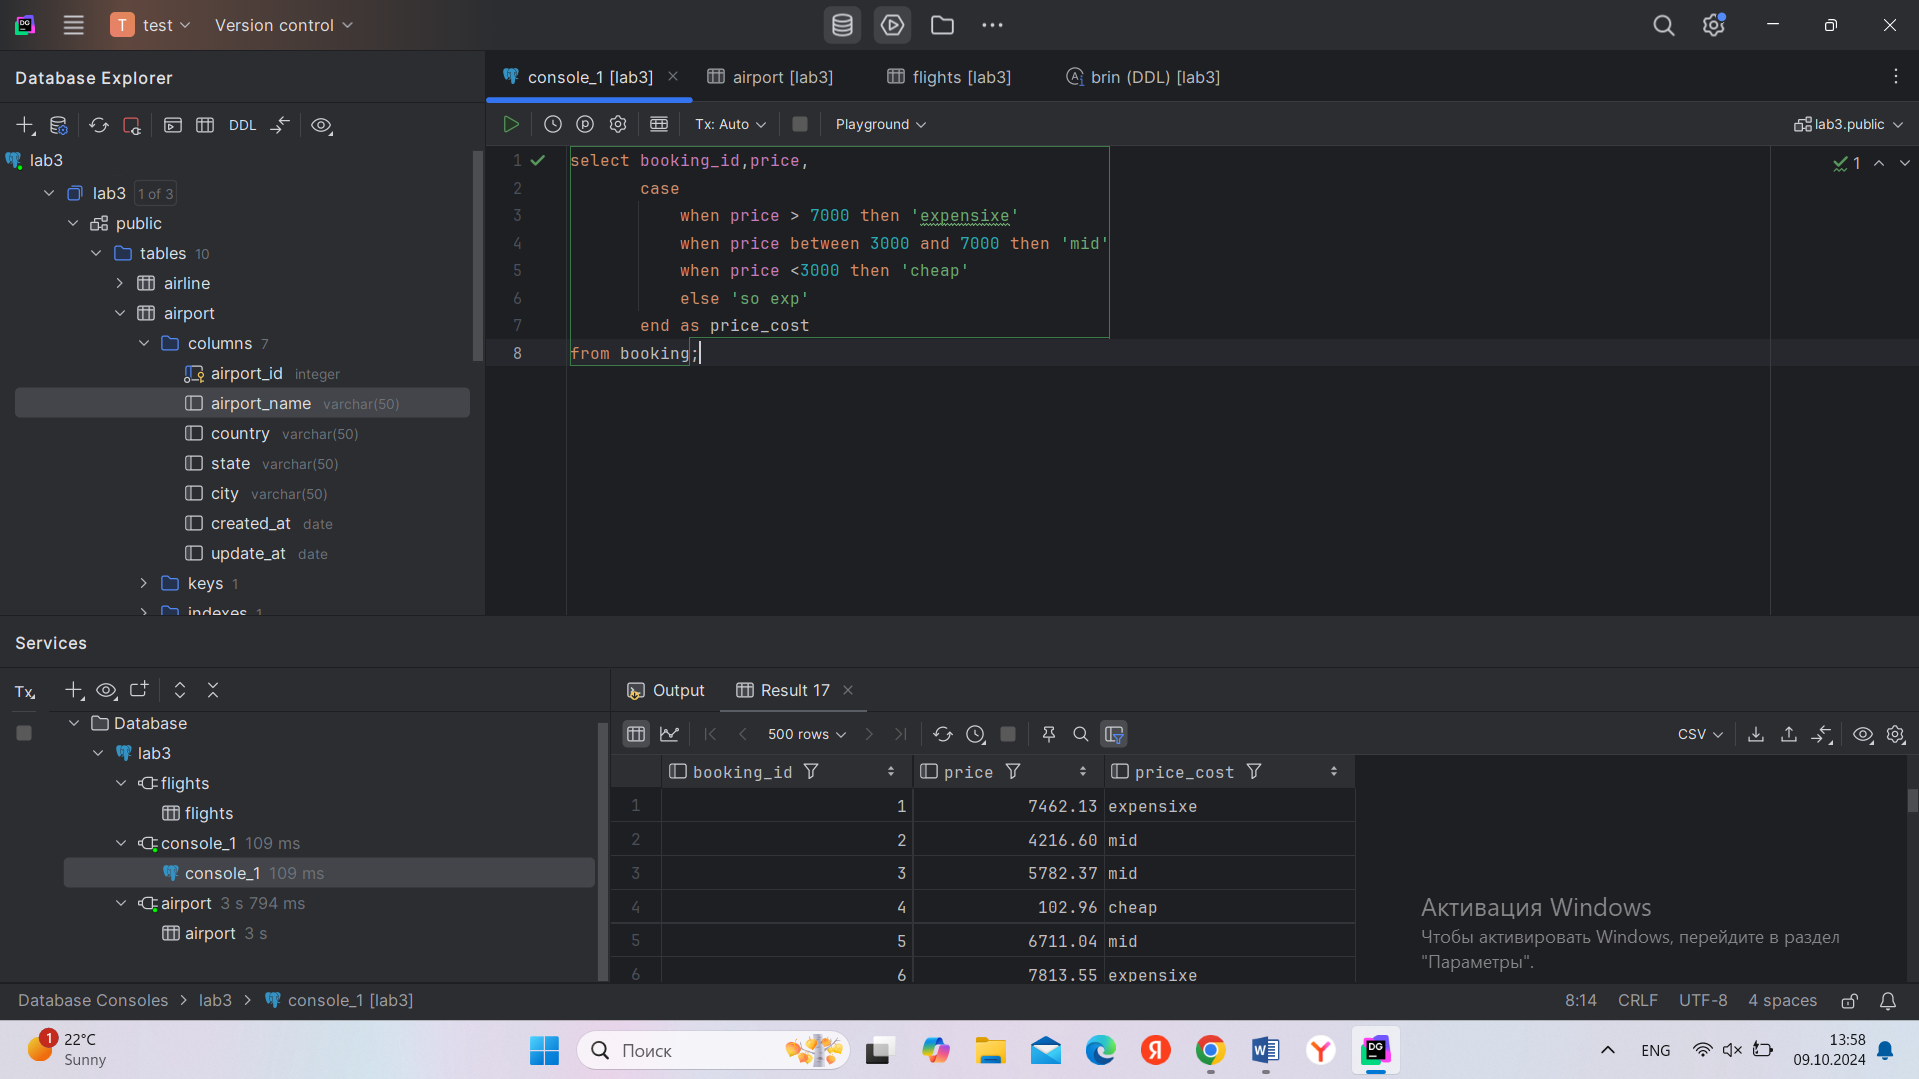 T test Version control
Database Explorer
DDL
lab3
lab3 1 of 3
public
tables 10
airline
airport
columns 7
airport_id integer
airport_name varchar(50)
country varchar(50)
state varchar(50)
city varchar(50)
created_at date
update_at date
keys 1
indexes 1
console_1 [lab3] airport [lab3] flights [lab3] brin (DDL) [lab3]
Tx: Auto Playground lab3.public
1 select booking_id,price,
2 case
3 when price > 7000 then 'expensixe'
4 when price between 3000 and 7000 then 'mid'
5 when price <3000 then 'cheap'
6 else 'so exp'
7 end as price_cost
8 from booking;
1
Services
Tx
Database
lab3
flights
flights
console_1 109 ms
console_1 109 ms
airport 3 s 794 ms
airport 3 s
Output Result 17
500 rows CSV
booking_id price price_cost
1 1 7462.13 expensixe
2 2 4216.60 mid
3 3 5782.37 mid
4 4 102.96 cheap
5 5 6711.04 mid
6 6 7813.55 expensixe
Активация Windows
Чтобы активировать Windows, перейдите в раздел
"Параметры".
Database Consoles > lab3 > console_1 [lab3] 8:14 CRLF UTF-8 4 spaces
1 22°C
Sunny
Поиск
DG
ENG
13:58
09.10.2024